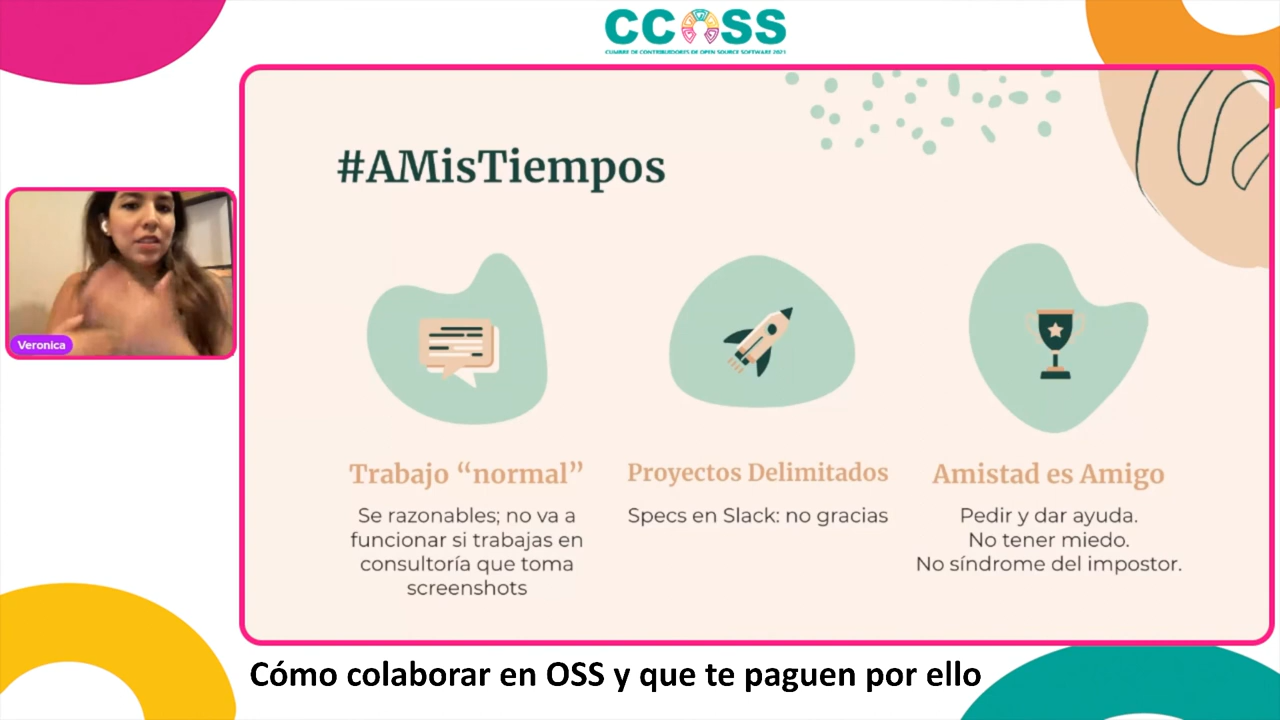 CCOSS
CUMBRE DE CONTRIBUIDORES DE OPEN SOURCE SOFTWARE 2021
#AMisTiempos
Veronica
Trabajo “normal”
Se razonables; no va a
funcionar si trabajas en
consultoría que toma
screenshots
Proyectos Delimitados
Specs en Slack: no gracias
Amistad es Amigo
Pedir y dar ayuda.
No tener miedo.
No síndrome del impostor.
Cómo colaborar en OSS y que te paguen por ello